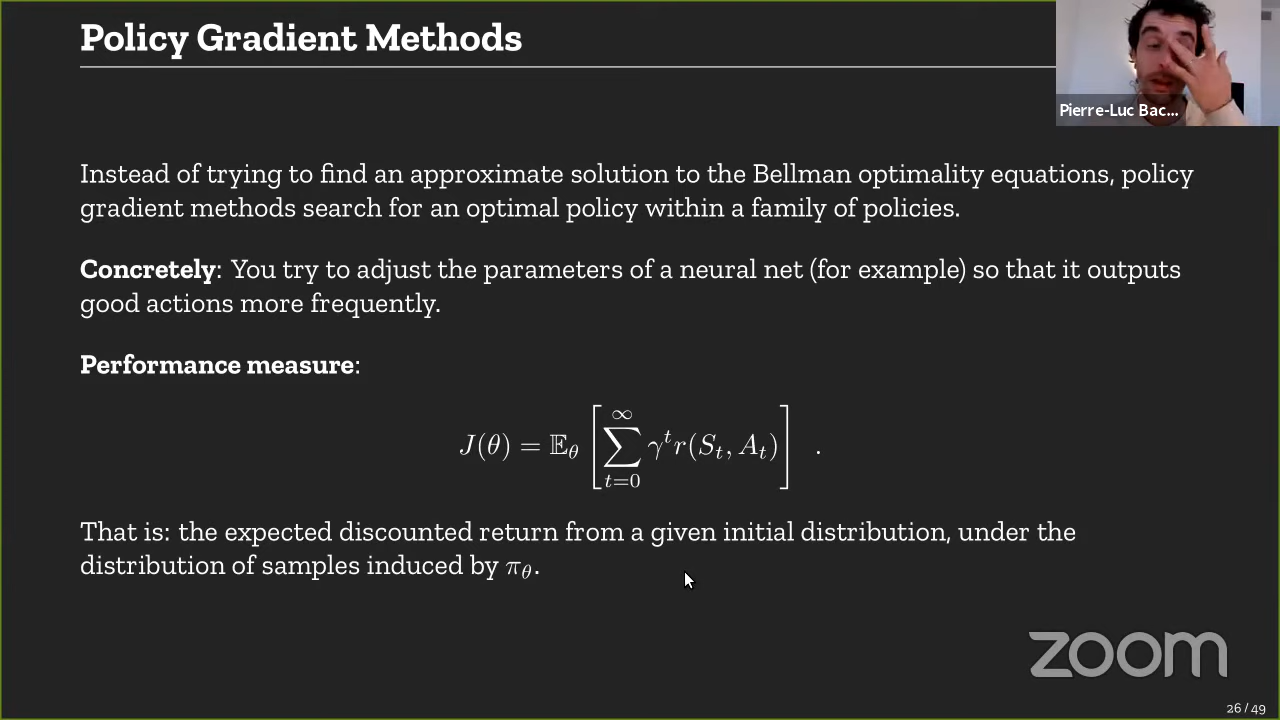 Policy Gradient Methods
Pierre-Luc Bac...
Instead of trying to find an approximate solution to the Bellman optimality equations, policy
gradient methods search for an optimal policy within a family of policies.
Concretely: You try to adjust the parameters of a neural net (for example) so that it outputs
good actions more frequently.
Performance measure:
J(θ) = 𝔼_θ [ ∑_{t=0}^{∞} γ^t r(S_t, A_t) ] .
That is: the expected discounted return from a given initial distribution, under the
distribution of samples induced by π_θ.
zoom
26 / 49